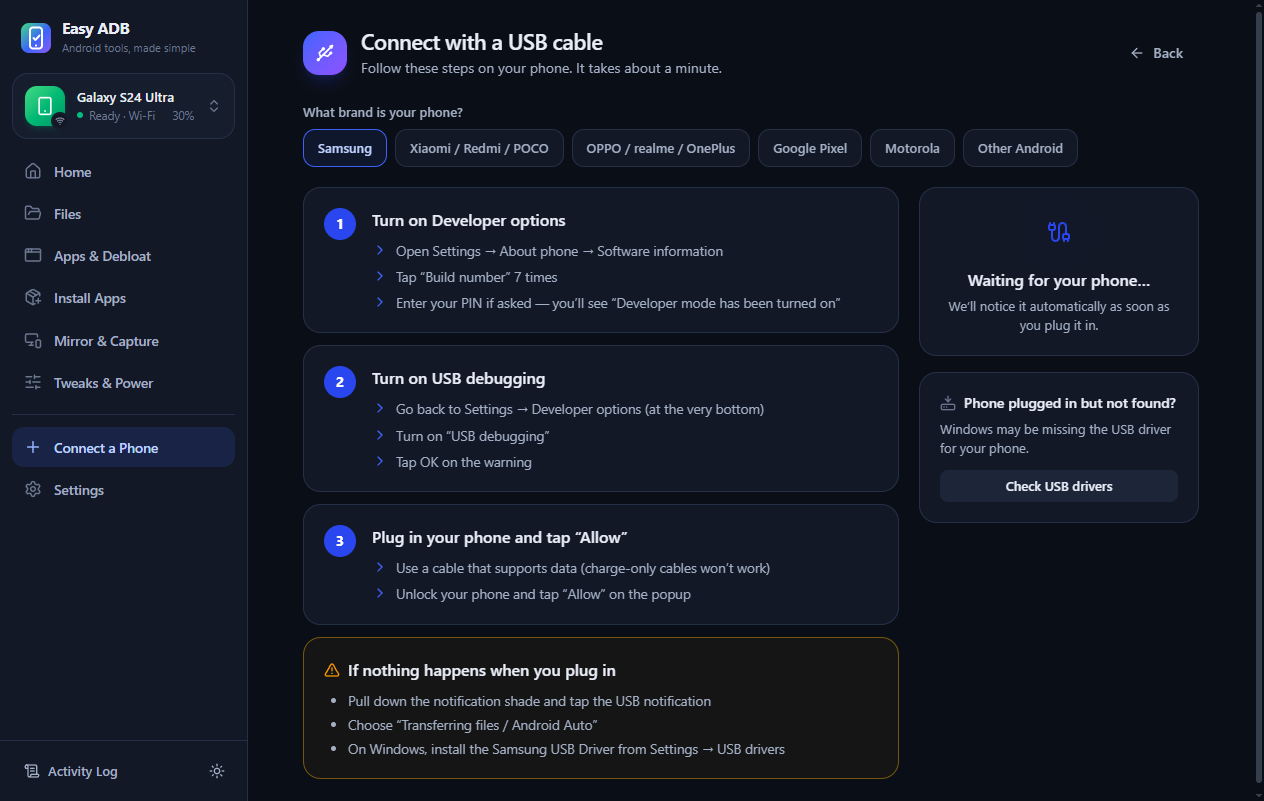 Easy ADB
Android tools, made simple
Galaxy S24 Ultra
Ready · Wi-Fi 30%
Home
Files
Apps & Debloat
Install Apps
Mirror & Capture
Tweaks & Power
Connect a Phone
Settings
Activity Log
Connect with a USB cable
Follow these steps on your phone. It takes about a minute.
Back
What brand is your phone?
Samsung
Xiaomi / Redmi / POCO
OPPO / realme / OnePlus
Google Pixel
Motorola
Other Android
1
Turn on Developer options
Open Settings → About phone → Software information
Tap “Build number” 7 times
Enter your PIN if asked — you’ll see “Developer mode has been turned on”
2
Turn on USB debugging
Go back to Settings → Developer options (at the very bottom)
Turn on “USB debugging”
Tap OK on the warning
3
Plug in your phone and tap “Allow”
Use a cable that supports data (charge-only cables won’t work)
Unlock your phone and tap “Allow” on the popup
If nothing happens when you plug in
• Pull down the notification shade and tap the USB notification
• Choose “Transferring files / Android Auto”
• On Windows, install the Samsung USB Driver from Settings → USB drivers
Waiting for your phone...
We’ll notice it automatically as soon as
you plug it in.
Phone plugged in but not found?
Windows may be missing the USB driver
for your phone.
Check USB drivers